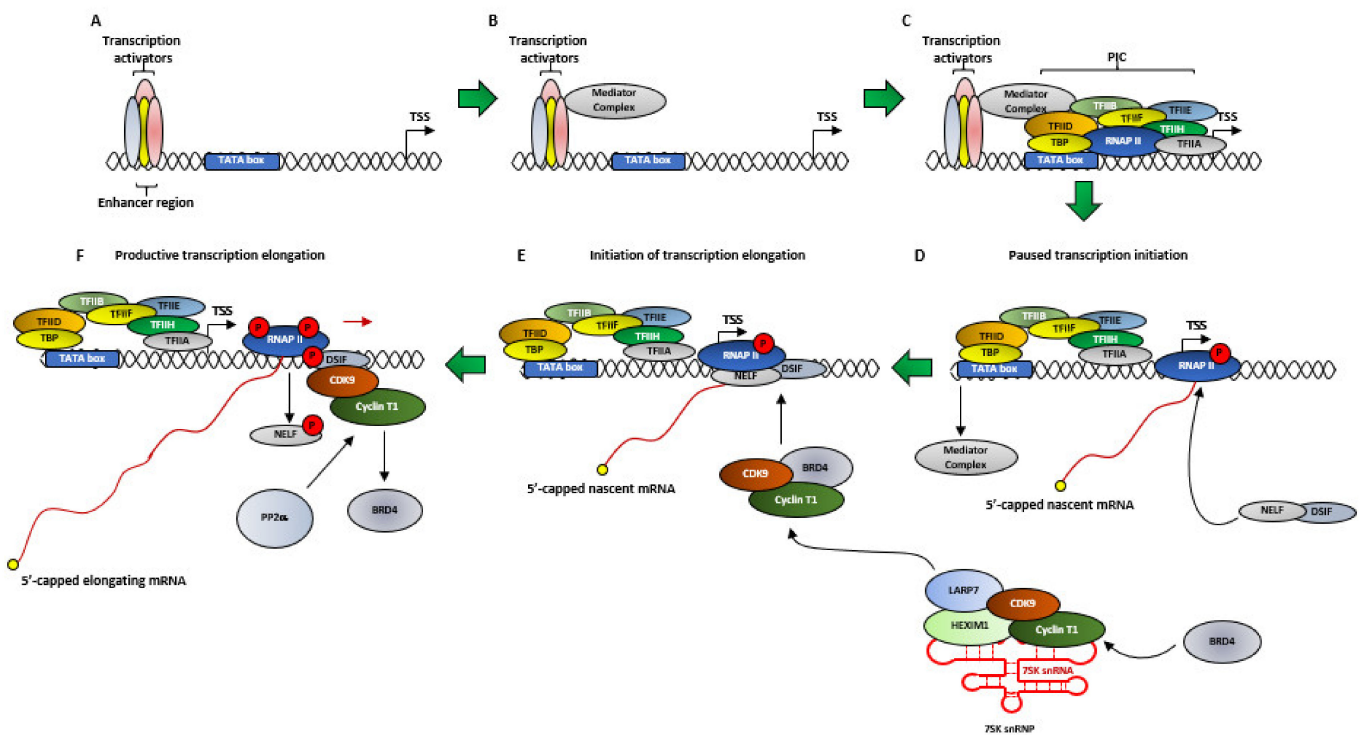 A
Transcription
activators
TSS
TATA box
Enhancer region
B
Transcription
activators
Mediator
Complex
TSS
TATA box
C
Transcription
activators
PIC
Mediator
Complex
TFIIB
TFIIE
TFIIF
TFIID
TFIIH
TSS
TBP
RNAP II
TFIIA
TATA box
F
Productive transcription elongation
TFIIB
TFIIE
TFIIF
TFIID
TFIIH
TSS
TBP
TFIIA
P
P
RNAP II
P
DSIF
TATA box
CDK9
Cyclin T1
NELF
P
PP2α
BRD4
5’-capped elongating mRNA
E
Initiation of transcription elongation
TFIIB
TFIIE
TFIIF
TFIID
TFIIH
TSS
TBP
TFIIA
RNAP II
P
NELF
DSIF
TATA box
CDK9
BRD4
Cyclin T1
5’-capped nascent mRNA
D
Paused transcription initiation
TFIIB
TFIIE
TFIIF
TFIID
TFIIH
TSS
TBP
TFIIA
RNAP II
P
TATA box
Mediator
Complex
5’-capped nascent mRNA
NELF
DSIF
LARP7
CDK9
HEXIM1
Cyclin T1
BRD4
7SK snRNA
7SK snRNP